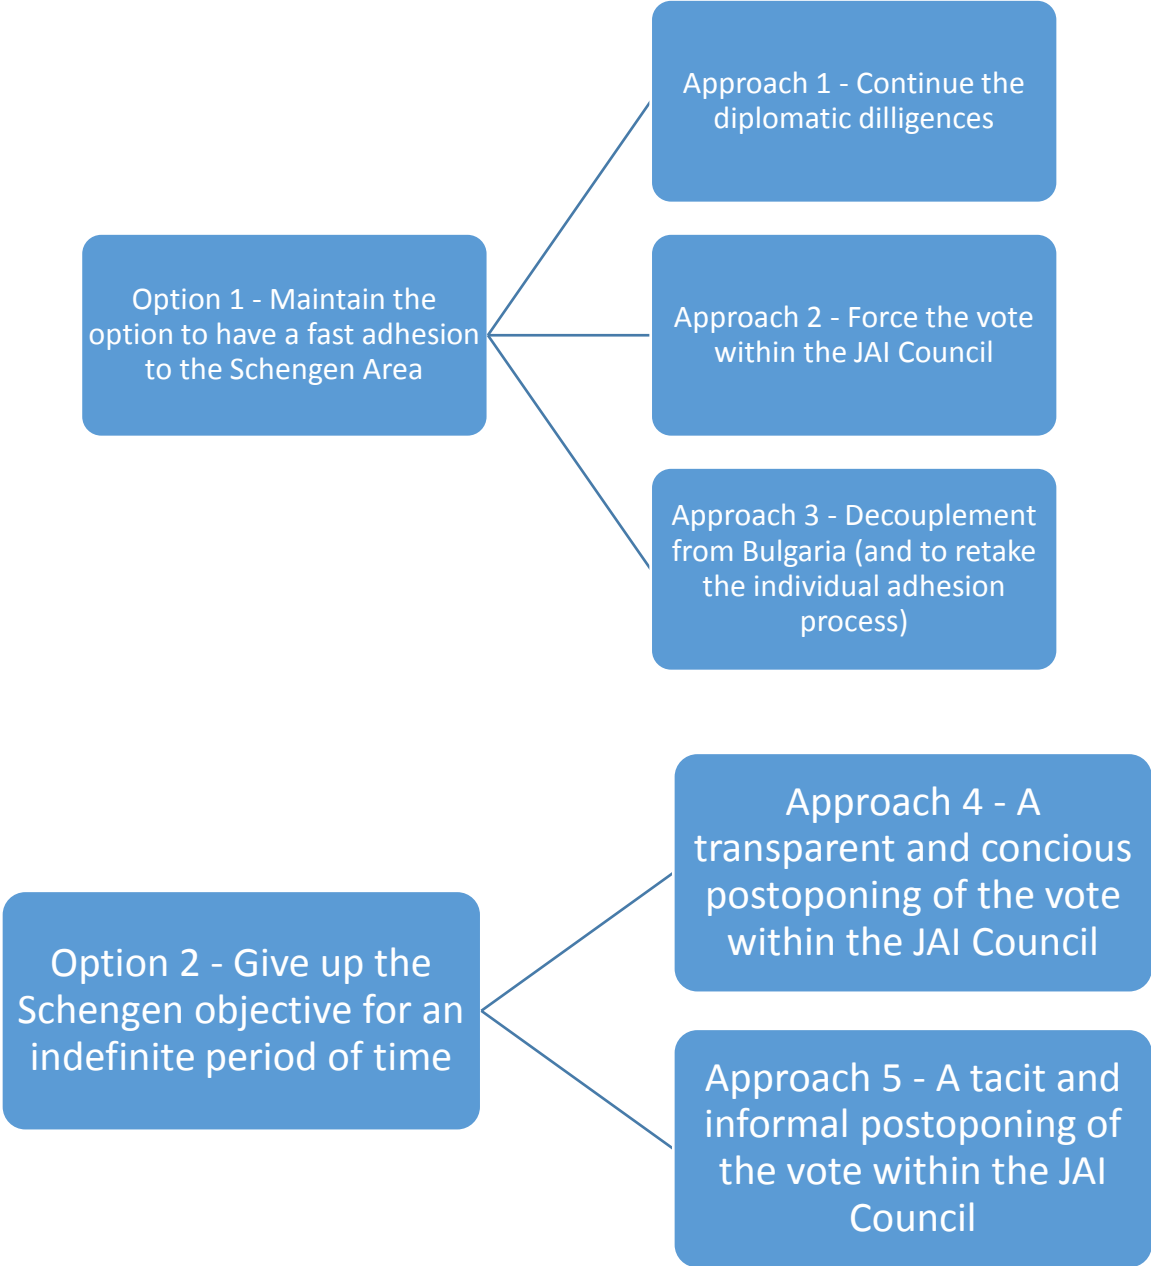 Approach 1 - Continue the
diplomatic dilligences
Option 1 - Maintain the
option to have a fast adhesion
to the Schengen Area
Approach 2 - Force the vote
within the JAI Council
Approach 3 - Decouplement
from Bulgaria (and to retake
the individual adhesion
process)
Approach 4 - A
transparent and concious
postoponing of the vote
within the JAI Council
Option 2 - Give up the
Schengen objective for an
indefinite period of time
Approach 5 - A tacit and
informal postoponing of
the vote within the JAI
Council